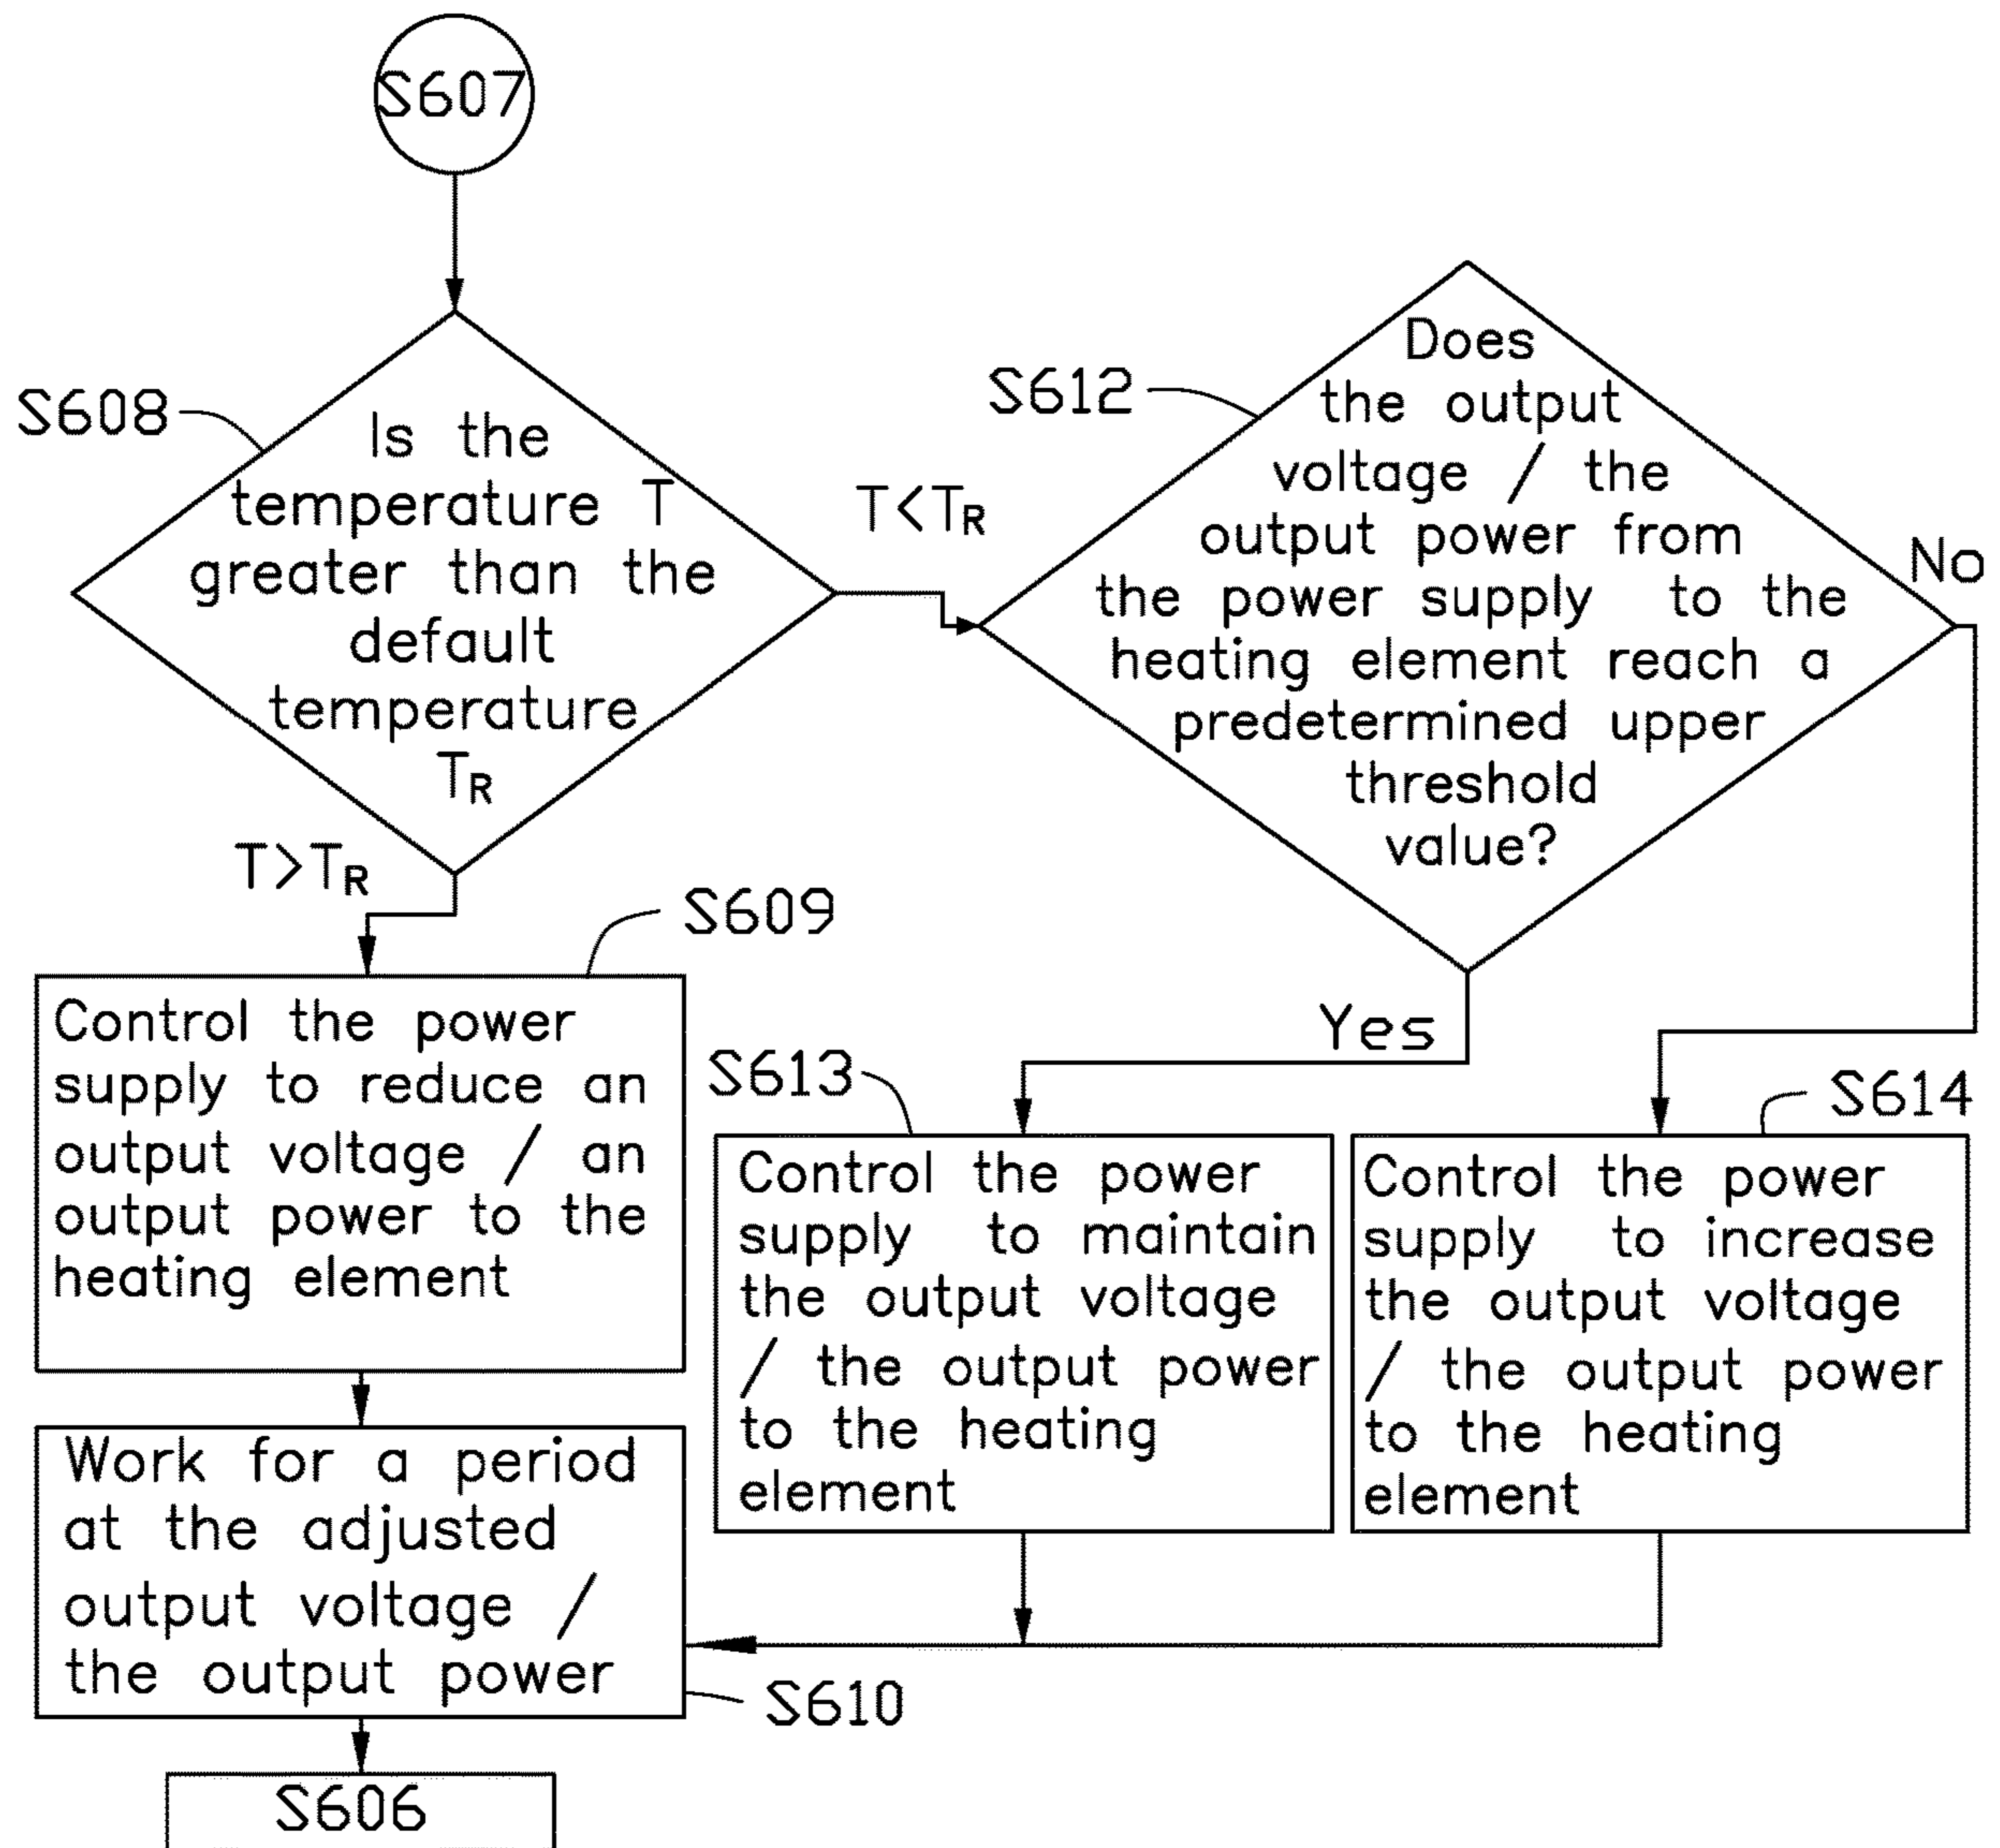 S607
S608
Is the
temperature T
greater than the
default
temperature
TR
T<TR
T>TR
S612
Does
the output
voltage / the
output power from
the power supply to the
heating element reach a
predetermined upper
threshold
value?
No
Yes
S609
Control the power
supply to reduce an
output voltage / an
output power to the
heating element
S613
Control the power
supply to maintain
the output voltage
/ the output power
to the heating
element
S614
Control the power
supply to increase
the output voltage
/ the output power
to the heating
element
Work for a period
at the adjusted
output voltage /
the output power
S610
S606